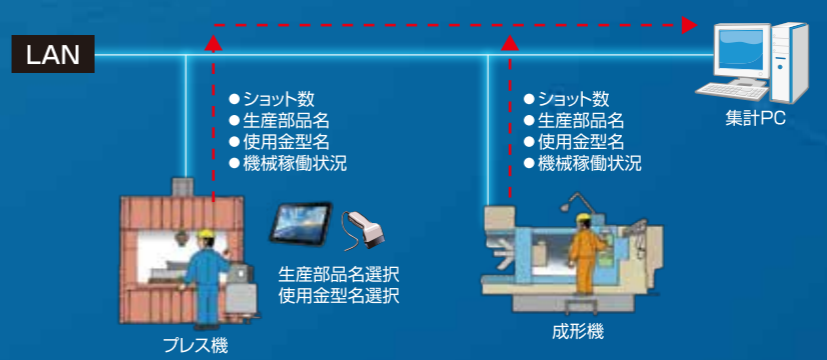 LAN
●ショット数
●生産部品名
●使用金型名
●機械稼働状況
●ショット数
●生産部品名
●使用金型名
●機械稼働状況
集計PC
生産部品名選択
使用金型名選択
プレス機
成形機